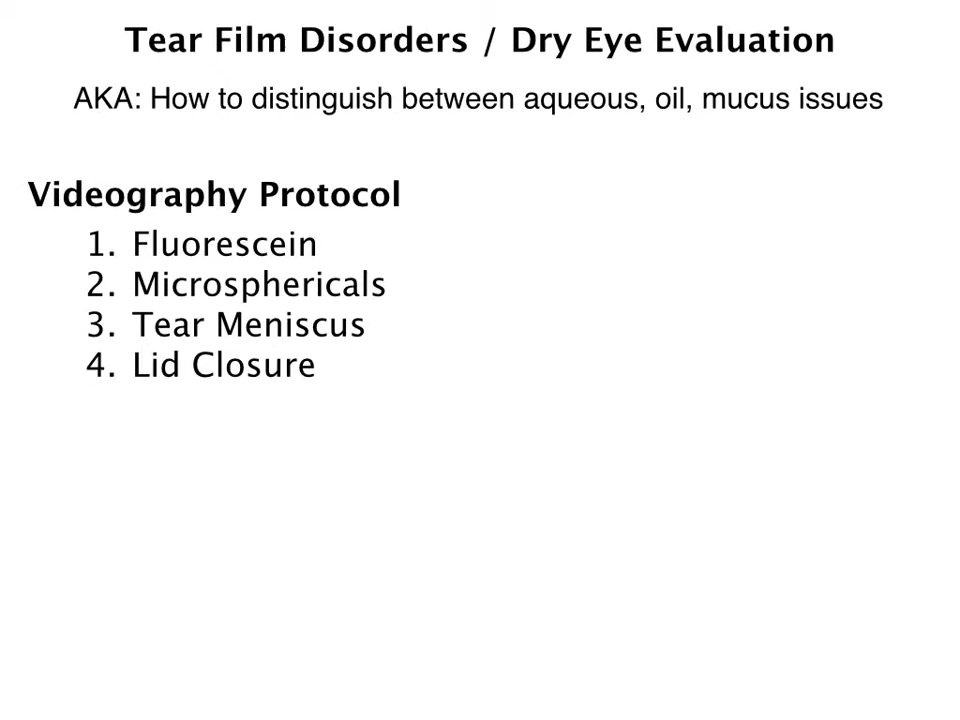 Tear Film Disorders / Dry Eye Evaluation
AKA: How to distinguish between aqueous, oil, mucus issues
Videography Protocol
1. Fluorescein
2. Microsphericals
3. Tear Meniscus
4. Lid Closure